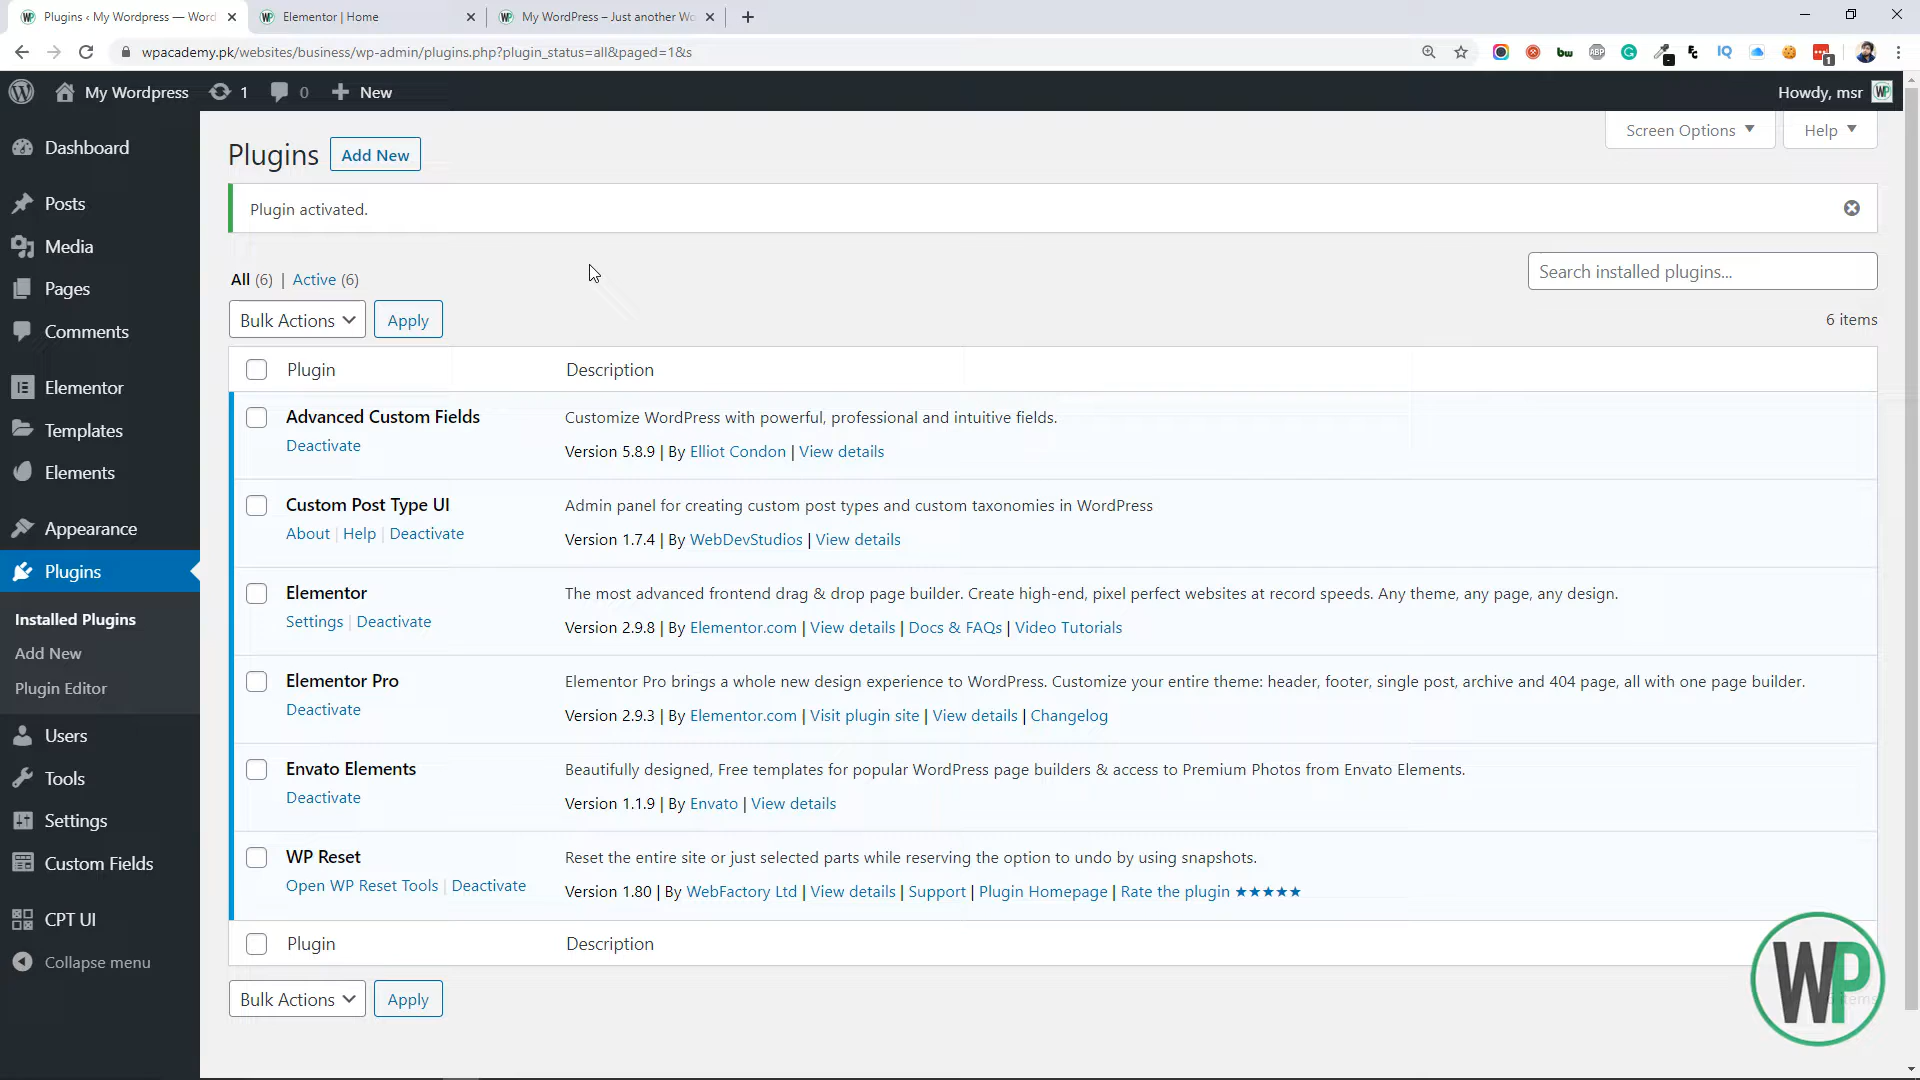 Plugins ‹ My Wordpress — Word
Elementor | Home
My WordPress – Just another Wo
wpacademy.pk/websites/business/wp-admin/plugins.php?plugin_status=all&paged=1&s
My Wordpress
1
0
New
Howdy, msr
Dashboard
Posts
Media
Pages
Comments
Elementor
Templates
Elements
Appearance
Plugins
Installed Plugins
Add New
Plugin Editor
Users
Tools
Settings
Custom Fields
CPT UI
Collapse menu
Screen Options
Help
Plugins
Add New
Plugin activated.
All (6) | Active (6)
Search installed plugins...
Bulk Actions
Apply
6 items
Plugin
Description
Advanced Custom Fields
Deactivate
Customize WordPress with powerful, professional and intuitive fields.
Version 5.8.9 | By Elliot Condon | View details
Custom Post Type UI
About | Help | Deactivate
Admin panel for creating custom post types and custom taxonomies in WordPress
Version 1.7.4 | By WebDevStudios | View details
Elementor
Settings | Deactivate
The most advanced frontend drag & drop page builder. Create high-end, pixel perfect websites at record speeds. Any theme, any page, any design.
Version 2.9.8 | By Elementor.com | View details | Docs & FAQs | Video Tutorials
Elementor Pro
Deactivate
Elementor Pro brings a whole new design experience to WordPress. Customize your entire theme: header, footer, single post, archive and 404 page, all with one page builder.
Version 2.9.3 | By Elementor.com | Visit plugin site | View details | Changelog
Envato Elements
Deactivate
Beautifully designed, Free templates for popular WordPress page builders & access to Premium Photos from Envato Elements.
Version 1.1.9 | By Envato | View details
WP Reset
Open WP Reset Tools | Deactivate
Reset the entire site or just selected parts while reserving the option to undo by using snapshots.
Version 1.80 | By WebFactory Ltd | View details | Support | Plugin Homepage | Rate the plugin ★★★★★
Plugin
Description
Bulk Actions
Apply
items
WP